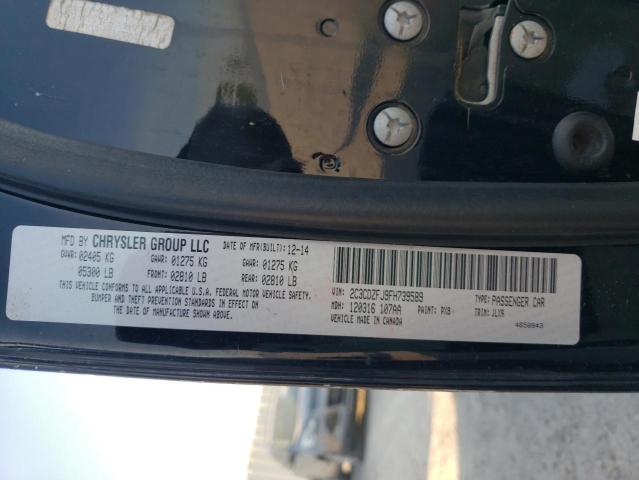 MFD BY CHRYSLER GROUP LLC DATE OF MFR(BUILT): 12-14
GVWR: 02405 KG GAWR: 01275 KG GAWR: 01275 KG
05300 LB FRONT: 02810 LB REAR: 02810 LB
THIS VEHICLE CONFORMS TO ALL APPLICABLE U.S.A. FEDERAL MOTOR VEHICLE SAFETY,
BUMPER AND THEFT PREVENTION STANDARDS IN EFFECT ON
THE DATE OF MANUFACTURE SHOWN ABOVE.
VIN: 2C3CDZFJ9FH739589 TYPE: PASSENGER CAR
MDH: 120316 107AA PAINT: PX8 TRIM: JLX9
VEHICLE MADE IN CANADA 4658943